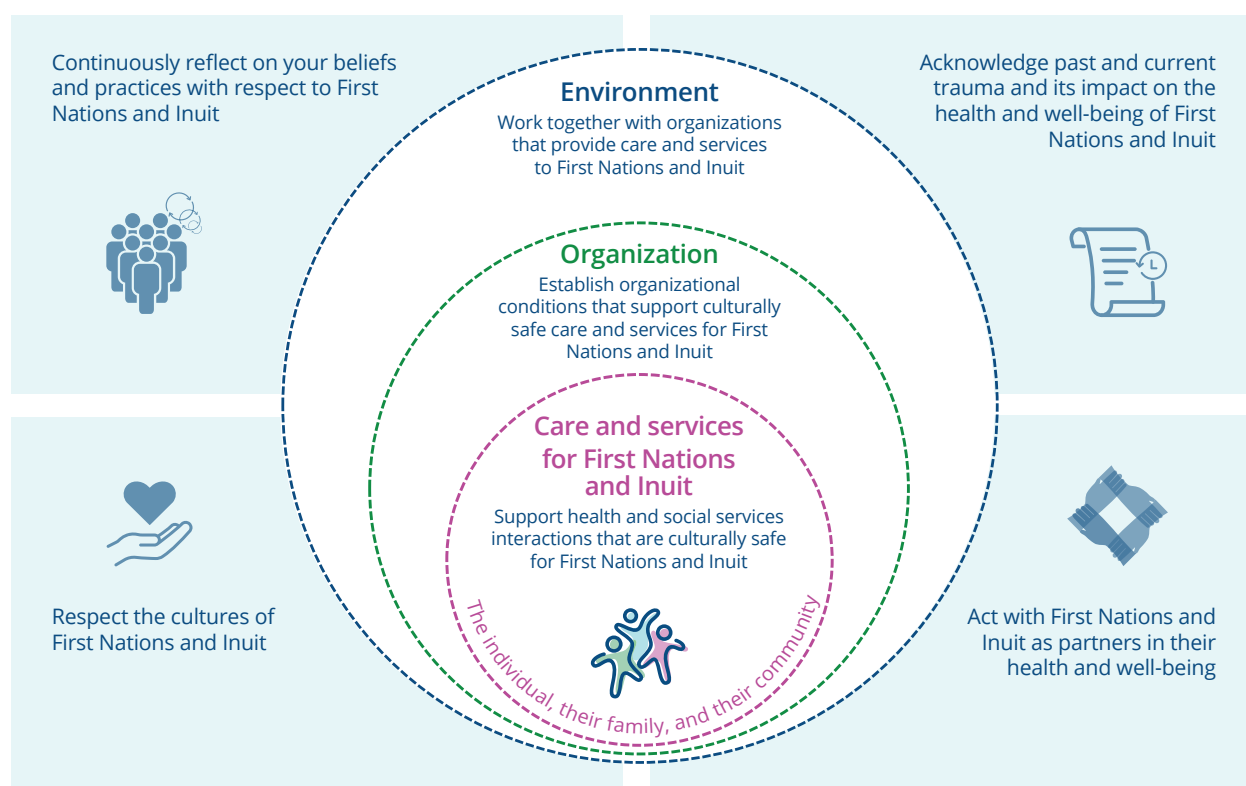 Continuously reflect on your beliefs
and practices with respect to First
Nations and Inuit
Acknowledge past and current
trauma and its impact on the
health and well-being of First
Nations and Inuit
Environment
Work together with organizations
that provide care and services
to First Nations and Inuit
Organization
Establish organizational
conditions that support culturally
safe care and services for First
Nations and Inuit
Care and services
for First Nations
and Inuit
Support health and social services
interactions that are culturally safe
for First Nations and Inuit
The individual, their family, and their community
Respect the cultures of
First Nations and Inuit
Act with First Nations and
Inuit as partners in their
health and well-being